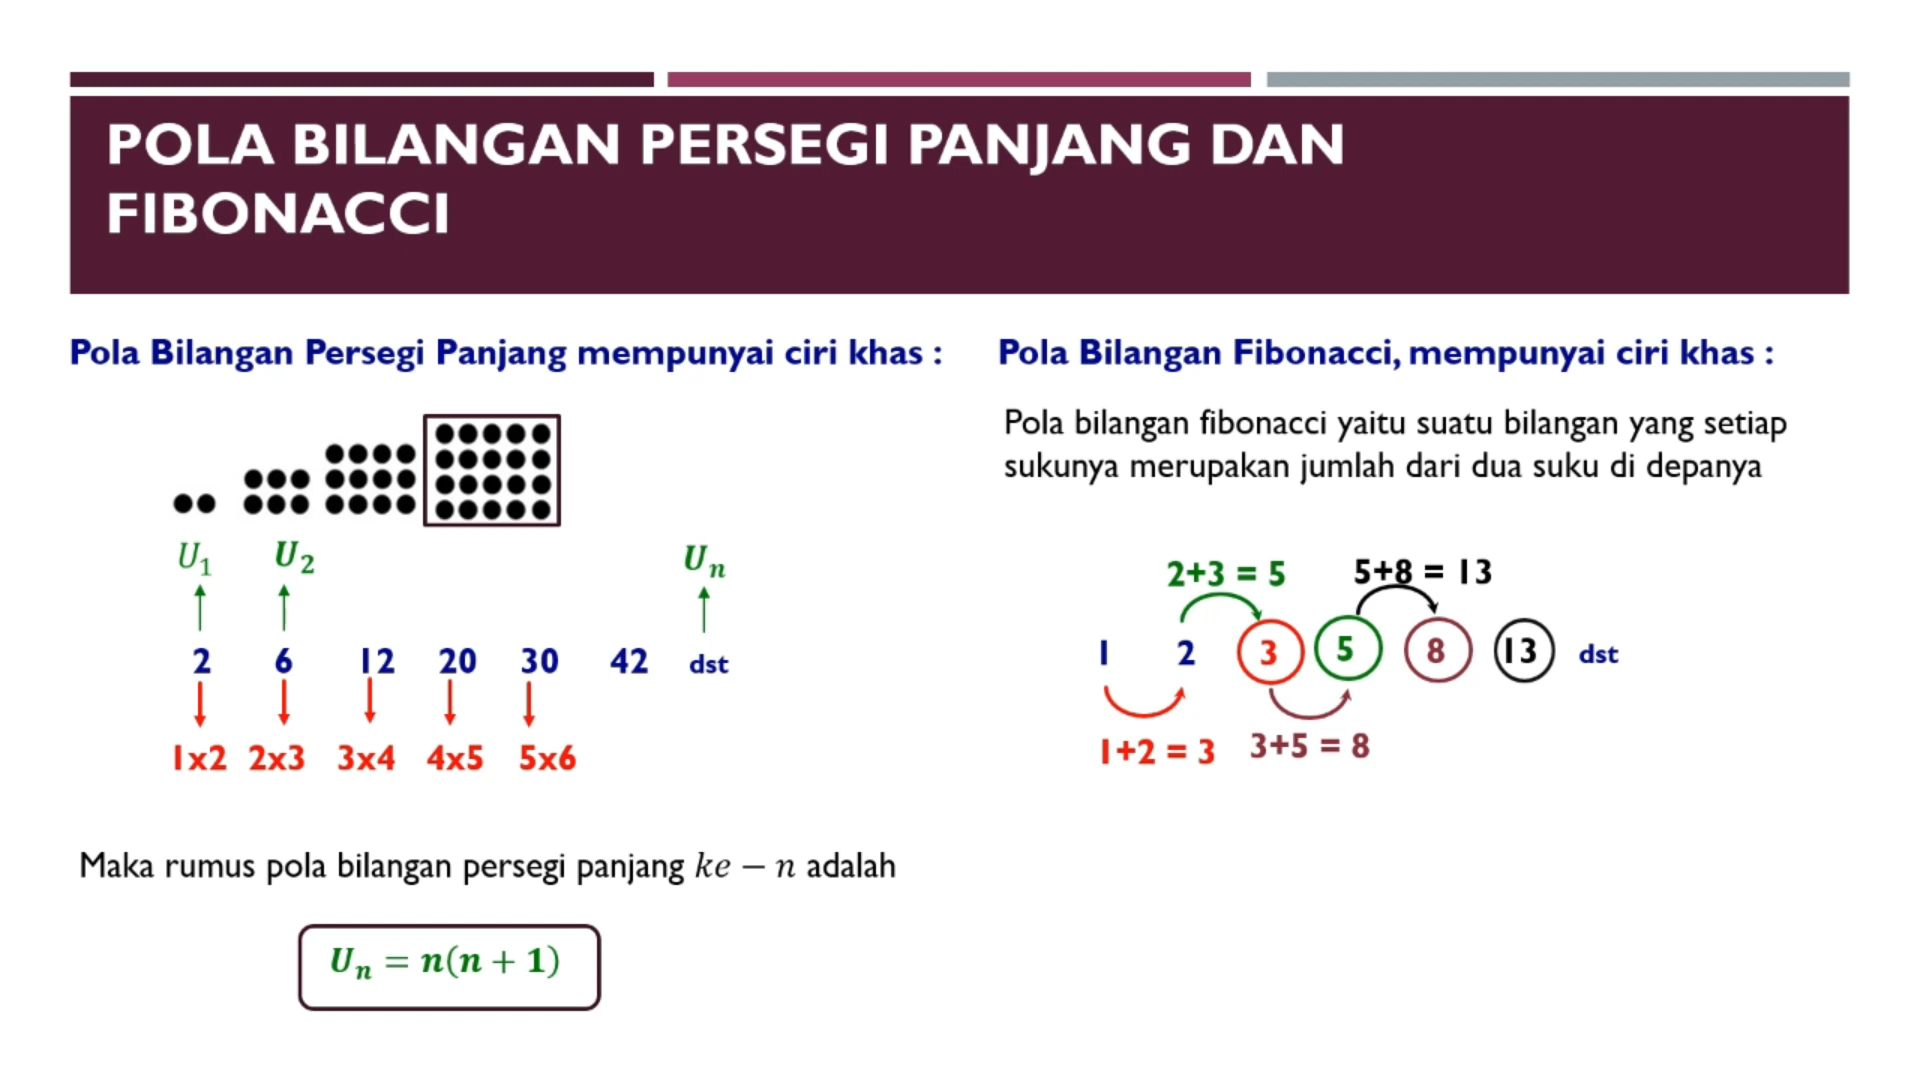 POLA BILANGAN PERSEGI PANJANG DAN
FIBONACCI
Pola Bilangan Persegi Panjang mempunyai ciri khas :
U₁ U₂ Uₙ
2 6 12 20 30 42 dst
1x2 2x3 3x4 4x5 5x6
Maka rumus pola bilangan persegi panjang ke − n adalah
Uₙ = n(n + 1)
Pola Bilangan Fibonacci, mempunyai ciri khas :
Pola bilangan fibonacci yaitu suatu bilangan yang setiap
sukunya merupakan jumlah dari dua suku di depanya
2+3 = 5 5+8 = 13
1 2 3 5 8 13 dst
1+2 = 3 3+5 = 8